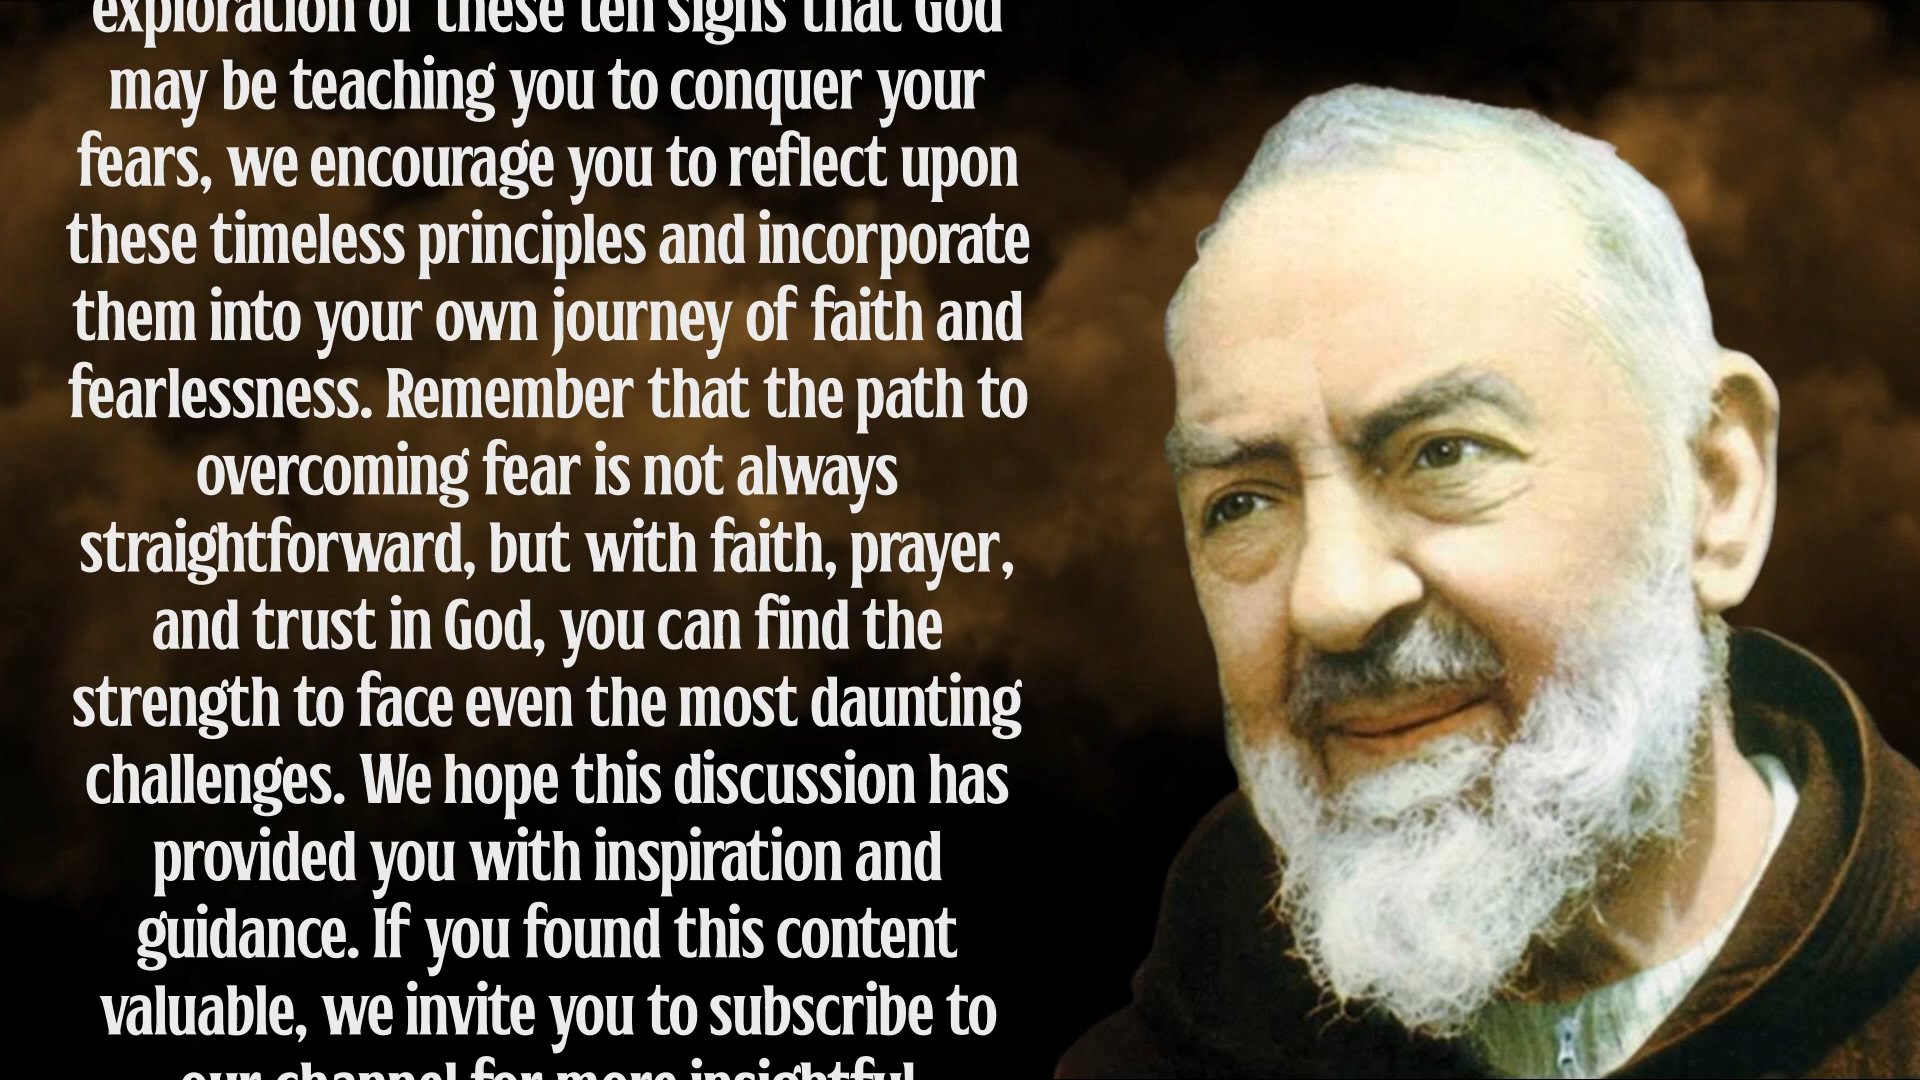 exploration of these ten signs that God
may be teaching you to conquer your
fears, we encourage you to reflect upon
these timeless principles and incorporate
them into your own journey of faith and
fearlessness. Remember that the path to
overcoming fear is not always
straightforward, but with faith, prayer,
and trust in God, you can find the
strength to face even the most daunting
challenges. We hope this discussion has
provided you with inspiration and
guidance. If you found this content
valuable, we invite you to subscribe to
our channel for more insightful